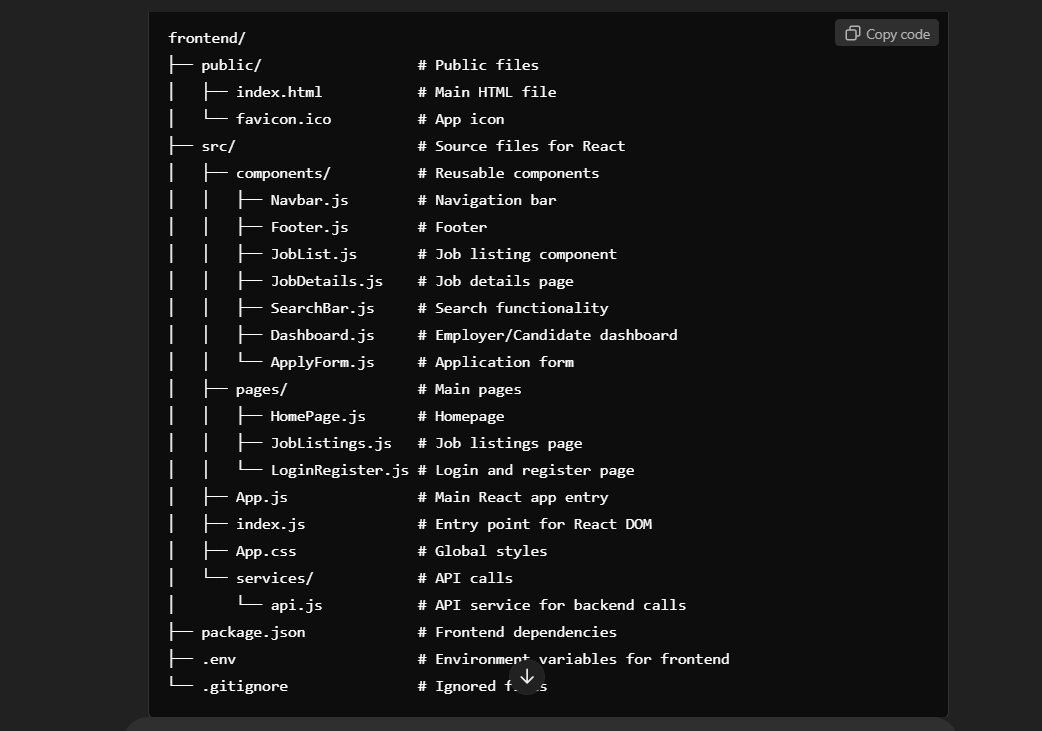 Copy code
frontend/
├── public/ # Public files
│ ├── index.html # Main HTML file
│ └── favicon.ico # App icon
├── src/ # Source files for React
│ ├── components/ # Reusable components
│ │ ├── Navbar.js # Navigation bar
│ │ ├── Footer.js # Footer
│ │ ├── JobList.js # Job listing component
│ │ ├── JobDetails.js # Job details page
│ │ ├── SearchBar.js # Search functionality
│ │ ├── Dashboard.js # Employer/Candidate dashboard
│ │ └── ApplyForm.js # Application form
│ ├── pages/ # Main pages
│ │ ├── HomePage.js # Homepage
│ │ ├── JobListings.js # Job listings page
│ │ └── LoginRegister.js # Login and register page
│ ├── App.js # Main React app entry
│ ├── index.js # Entry point for React DOM
│ ├── App.css # Global styles
│ └── services/ # API calls
│ └── api.js # API service for backend calls
├── package.json # Frontend dependencies
├── .env # Environment variables for frontend
└── .gitignore # Ignored